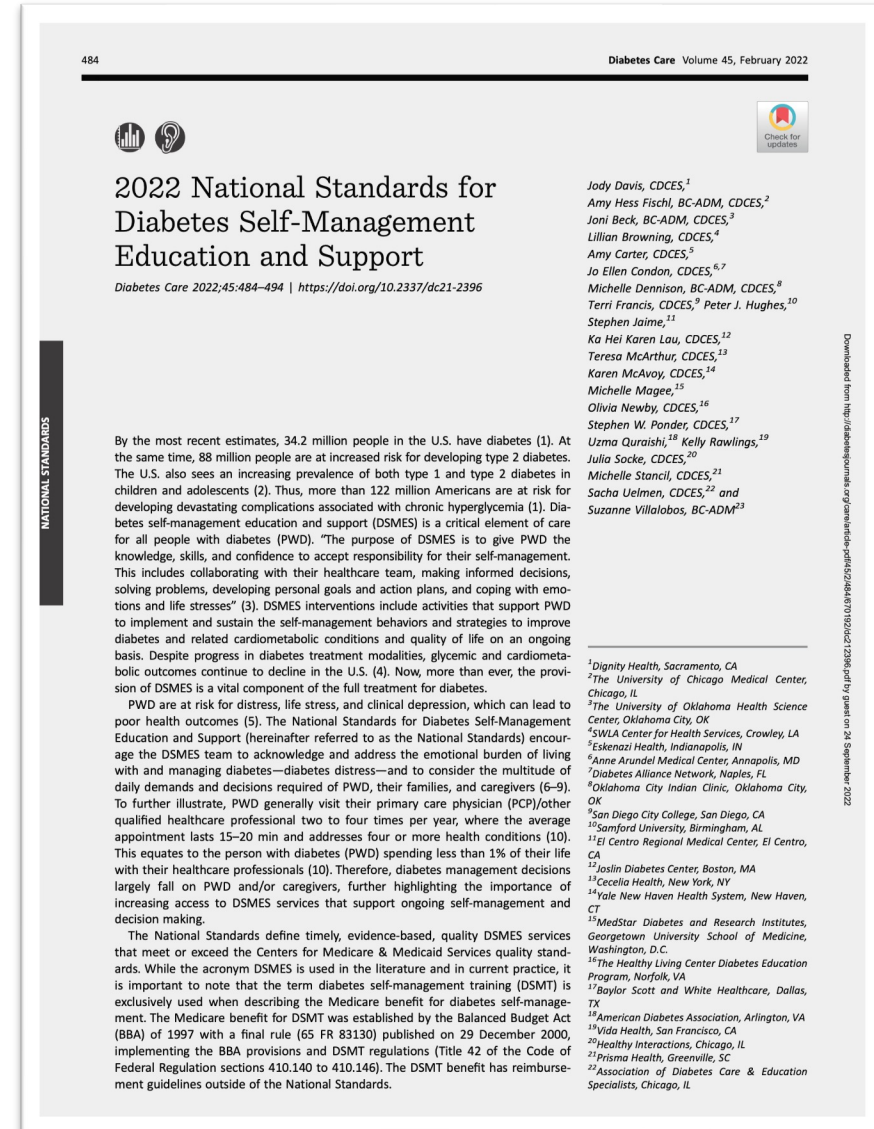 484
Diabetes Care Volume 45, February 2022
Check for
updates
2022 National Standards for
Diabetes Self-Management
Education and Support
Diabetes Care 2022;45:484–494 | https://doi.org/10.2337/dc21-2396
Jody Davis, CDCES,1
Amy Hess Fischl, BC-ADM, CDCES,2
Joni Beck, BC-ADM, CDCES,3
Lillian Browning, CDCES,4
Amy Carter, CDCES,5
Jo Ellen Condon, CDCES,6,7
Michelle Dennison, BC-ADM, CDCES,8
Terri Francis, CDCES,9 Peter J. Hughes,10
Stephen Jaime,11
Ka Hei Karen Lau, CDCES,12
Teresa McArthur, CDCES,13
Karen McAvoy, CDCES,14
Michelle Magee,15
Olivia Newby, CDCES,16
Stephen W. Ponder, CDCES,17
Uzma Quraishi,18 Kelly Rawlings,19
Julia Socke, CDCES,20
Michelle Stancil, CDCES,21
Sacha Uelmen, CDCES,22 and
Suzanne Villalobos, BC-ADM23
NATIONAL STANDARDS
By the most recent estimates, 34.2 million people in the U.S. have diabetes (1). At
the same time, 88 million people are at increased risk for developing type 2 diabetes.
The U.S. also sees an increasing prevalence of both type 1 and type 2 diabetes in
children and adolescents (2). Thus, more than 122 million Americans are at risk for
developing devastating complications associated with chronic hyperglycemia (1). Dia-
betes self-management education and support (DSMES) is a critical element of care
for all people with diabetes (PWD). “The purpose of DSMES is to give PWD the
knowledge, skills, and confidence to accept responsibility for their self-management.
This includes collaborating with their healthcare team, making informed decisions,
solving problems, developing personal goals and action plans, and coping with emo-
tions and life stresses” (3). DSMES interventions include activities that support PWD
to implement and sustain the self-management behaviors and strategies to improve
diabetes and related cardiometabolic conditions and quality of life on an ongoing
basis. Despite progress in diabetes treatment modalities, glycemic and cardiometa-
bolic outcomes continue to decline in the U.S. (4). Now, more than ever, the provi-
sion of DSMES is a vital component of the full treatment for diabetes.
PWD are at risk for distress, life stress, and clinical depression, which can lead to
poor health outcomes (5). The National Standards for Diabetes Self-Management
Education and Support (hereinafter referred to as the National Standards) encour-
age the DSMES team to acknowledge and address the emotional burden of living
with and managing diabetes—diabetes distress—and to consider the multitude of
daily demands and decisions required of PWD, their families, and caregivers (6–9).
To further illustrate, PWD generally visit their primary care physician (PCP)/other
qualified healthcare professional two to four times per year, where the average
appointment lasts 15–20 min and addresses four or more health conditions (10).
This equates to the person with diabetes (PWD) spending less than 1% of their life
with their healthcare professionals (10). Therefore, diabetes management decisions
largely fall on PWD and/or caregivers, further highlighting the importance of
increasing access to DSMES services that support ongoing self-management and
decision making.
The National Standards define timely, evidence-based, quality DSMES services
that meet or exceed the Centers for Medicare & Medicaid Services quality stand-
ards. While the acronym DSMES is used in the literature and in current practice, it
is important to note that the term diabetes self-management training (DSMT) is
exclusively used when describing the Medicare benefit for diabetes self-manage-
ment. The Medicare benefit for DSMT was established by the Balanced Budget Act
(BBA) of 1997 with a final rule (65 FR 83130) published on 29 December 2000,
implementing the BBA provisions and DSMT regulations (Title 42 of the Code of
Federal Regulation sections 410.140 to 410.146). The DSMT benefit has reimburse-
ment guidelines outside of the National Standards.
1Dignity Health, Sacramento, CA
2The University of Chicago Medical Center,
Chicago, IL
3The University of Oklahoma Health Science
Center, Oklahoma City, OK
4SWLA Center for Health Services, Crowley, LA
5Eskenazi Health, Indianapolis, IN
6Anne Arundel Medical Center, Annapolis, MD
7Diabetes Alliance Network, Naples, FL
8Oklahoma City Indian Clinic, Oklahoma City,
OK
9San Diego City College, San Diego, CA
10Samford University, Birmingham, AL
11El Centro Regional Medical Center, El Centro,
CA
12Joslin Diabetes Center, Boston, MA
13Cecelia Health, New York, NY
14Yale New Haven Health System, New Haven,
CT
15MedStar Diabetes and Research Institutes,
Georgetown University School of Medicine,
Washington, D.C.
16The Healthy Living Center Diabetes Education
Program, Norfolk, VA
17Baylor Scott and White Healthcare, Dallas,
TX
18American Diabetes Association, Arlington, VA
19Vida Health, San Francisco, CA
20Healthy Interactions, Chicago, IL
21Prisma Health, Greenville, SC
22Association of Diabetes Care & Education
Specialists, Chicago, IL
Downloaded from http://diabetesjournals.org/care/article-pdf/45/2/484/670192/dc212396.pdf by guest on 24 September 2022